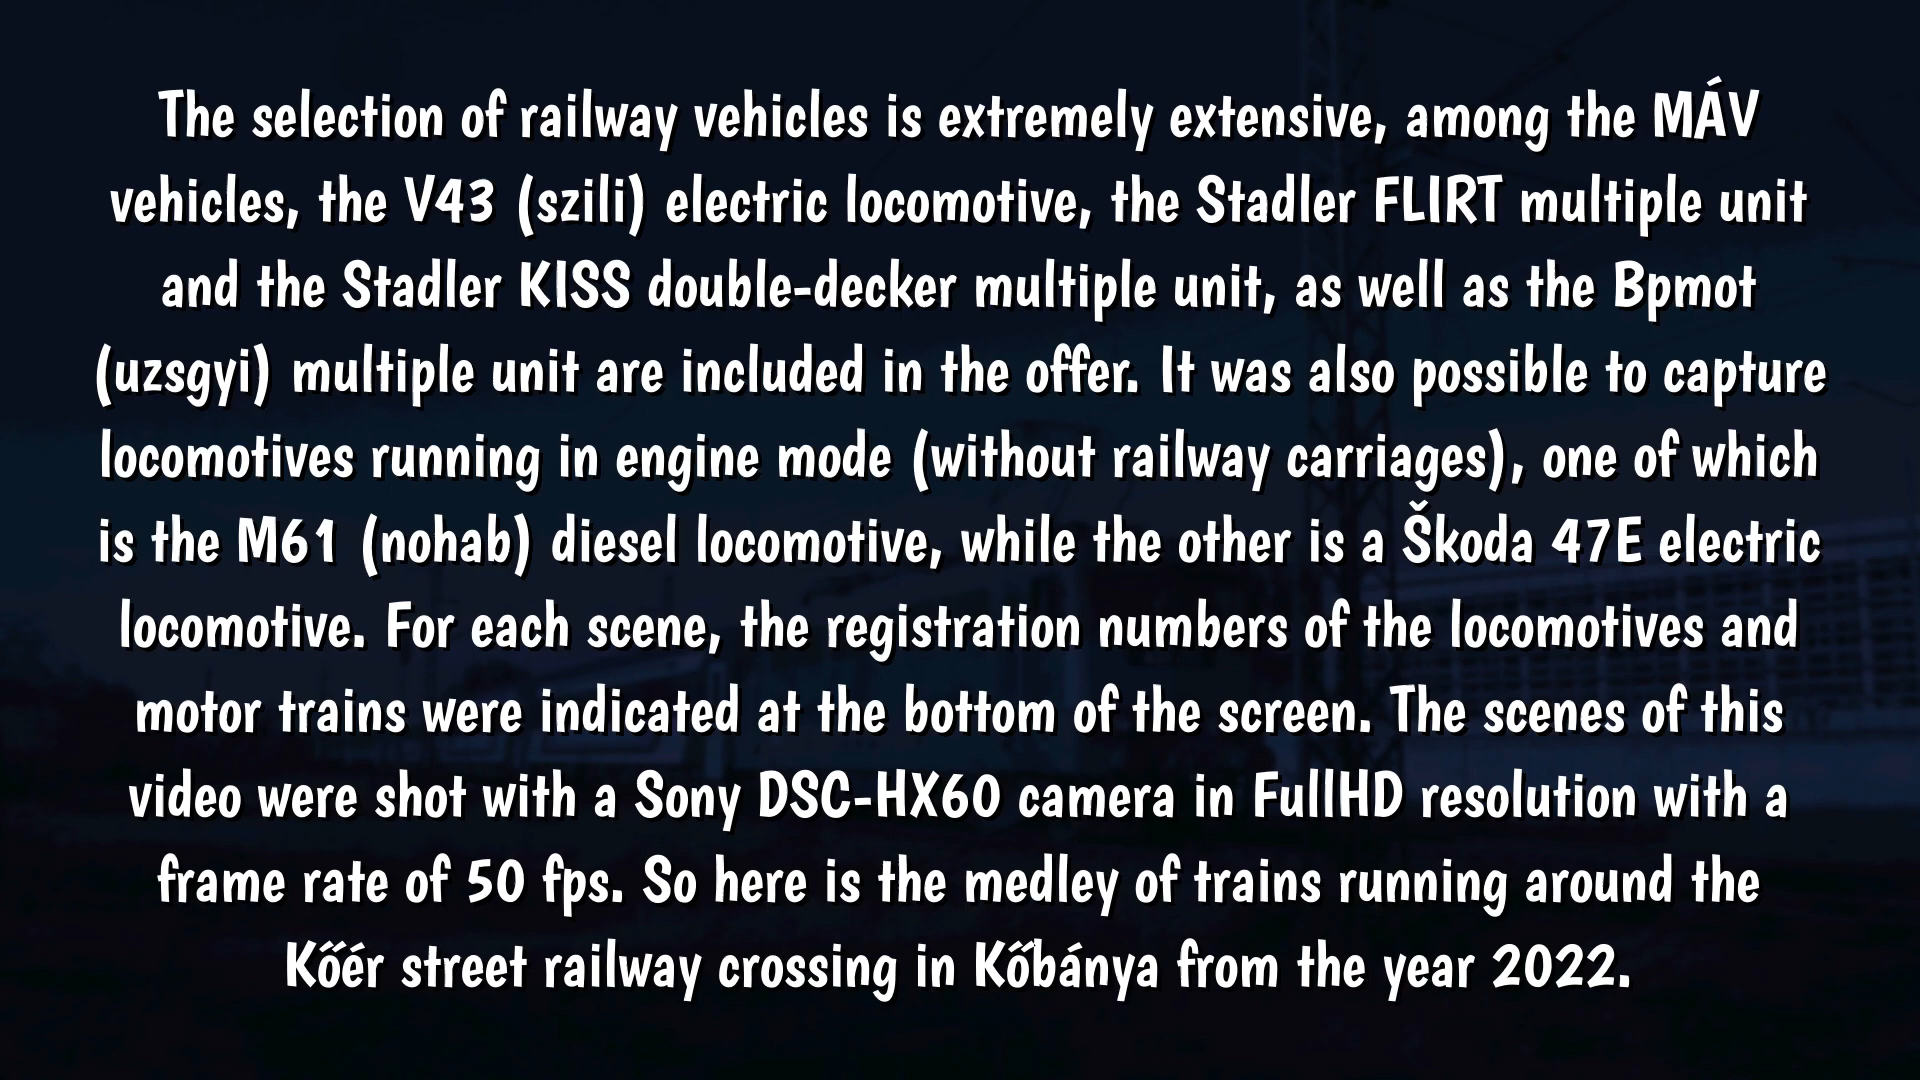 The selection of railway vehicles is extremely extensive, among the MÁV
vehicles, the V43 (szili) electric locomotive, the Stadler FLIRT multiple unit
and the Stadler KISS double-decker multiple unit, as well as the Bpmot
(uzsgyi) multiple unit are included in the offer. It was also possible to capture
locomotives running in engine mode (without railway carriages), one of which
is the M61 (nohab) diesel locomotive, while the other is a Škoda 47E electric
locomotive. For each scene, the registration numbers of the locomotives and
motor trains were indicated at the bottom of the screen. The scenes of this
video were shot with a Sony DSC-HX60 camera in FullHD resolution with a
frame rate of 50 fps. So here is the medley of trains running around the
Kőér street railway crossing in Kőbánya from the year 2022.